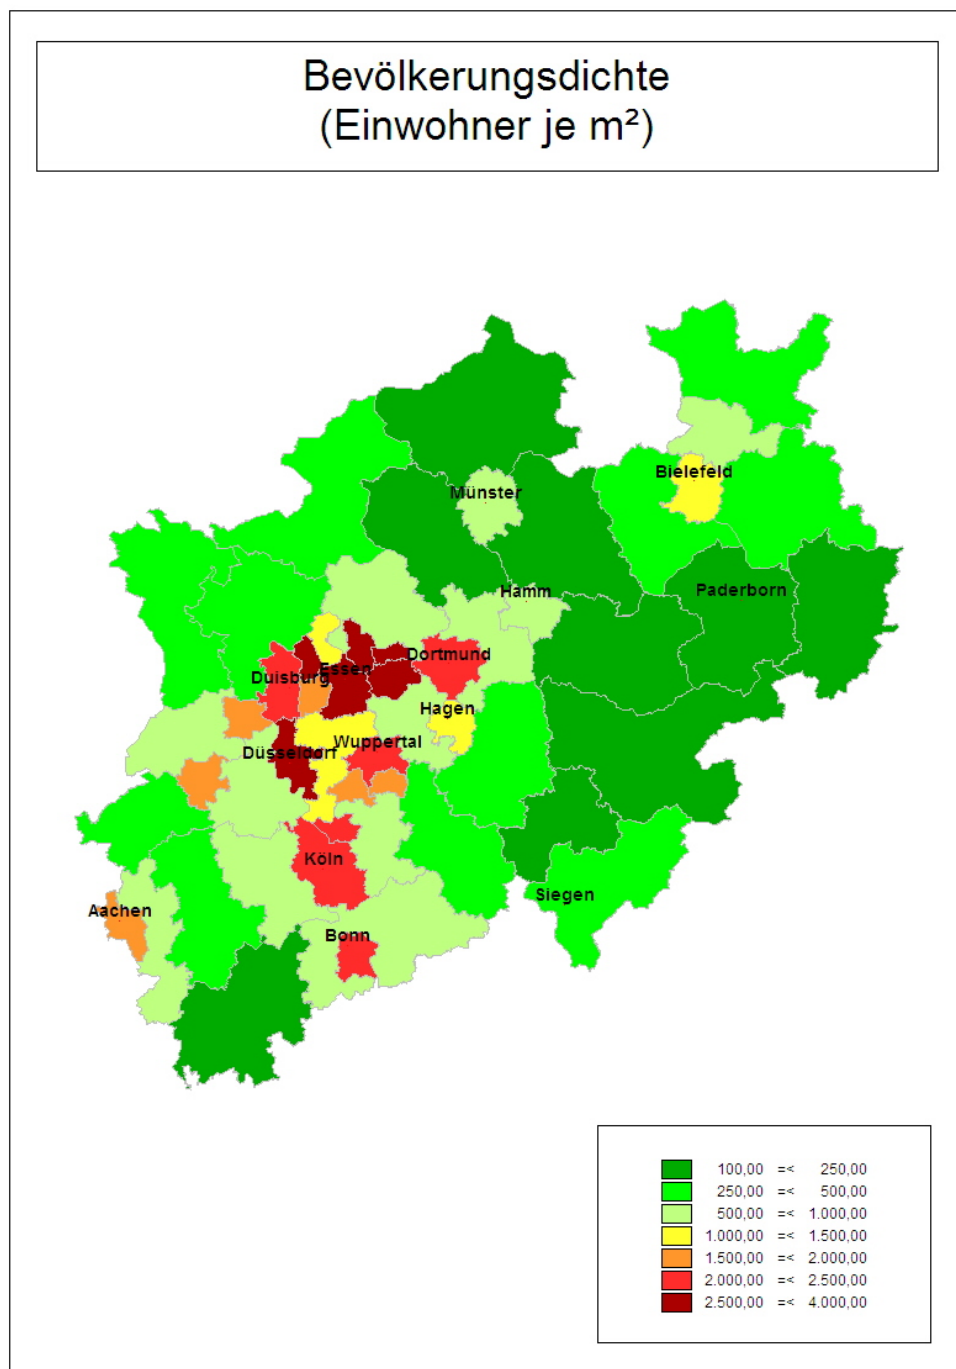 Bevölkerungsdichte
(Einwohner je m²)
Bielefeld
Münster
Hamm
Paderborn
Dortmund
Essen
Duisburg
Hagen
Wuppertal
Düsseldorf
Köln
Siegen
Aachen
Bonn
100,00 =< 250,00
250,00 =< 500,00
500,00 =< 1.000,00
1.000,00 =< 1.500,00
1.500,00 =< 2.000,00
2.000,00 =< 2.500,00
2.500,00 =< 4.000,00